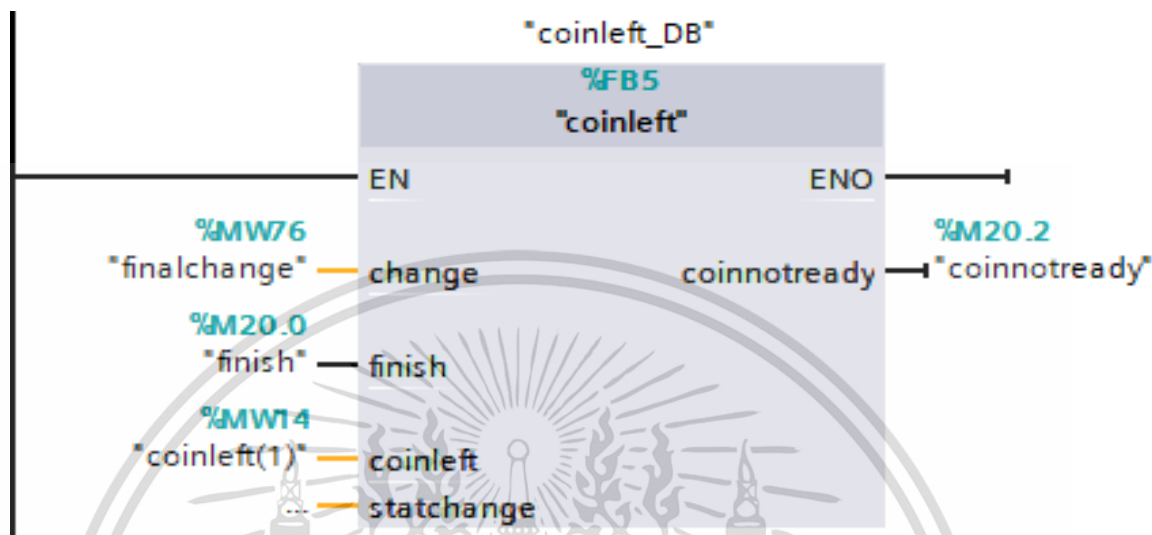 "coinleft_DB"
%FB5
"coinleft"
EN ENO
%MW76 %M20.2
"finalchange" change coinnotready "coinnotready"
%M20.0
"finish" finish
%MW14
"coinleft(1)" coinleft
... statchange